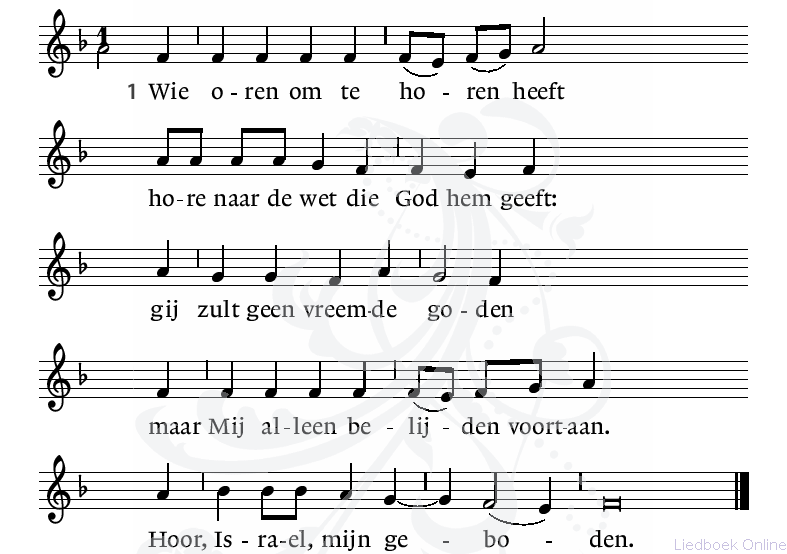 1 Wie o - ren om te ho - ren heeft
ho - re naar de wet die God hem geeft:
gij zult geen vreem - de go - den
maar Mij al - leen be - lij - den voort - aan.
Hoor, Is - ra - el, mijn ge - bo - den.
Liedboek Online